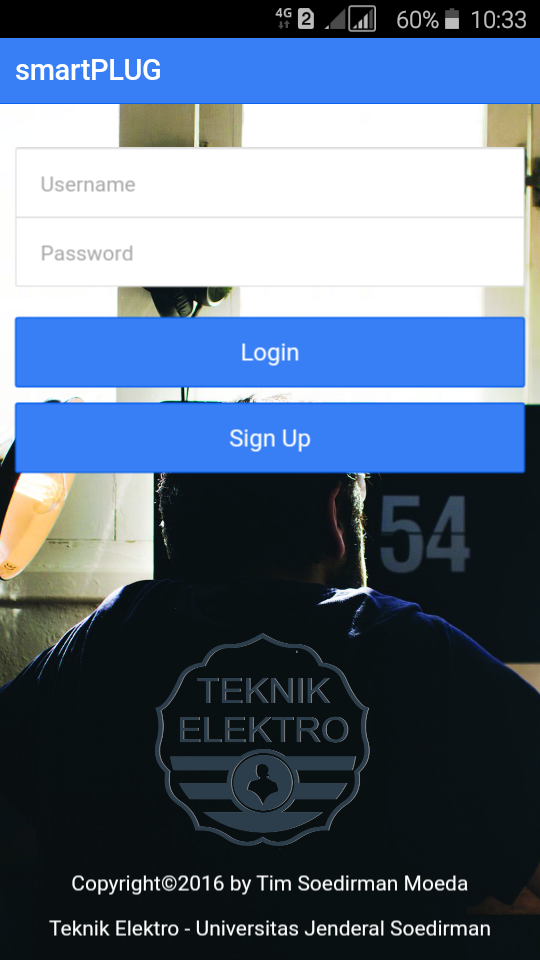 4G 2 60% 10:33
smartPLUG
Username
Password
Login
Sign Up
54
TEKNIK
ELEKTRO
Copyright©2016 by Tim Soedirman Moeda
Teknik Elektro - Universitas Jenderal Soedirman